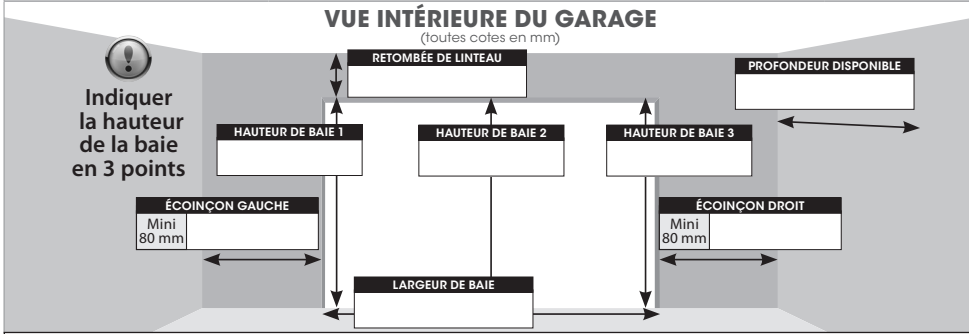 VUE INTÉRIEURE DU GARAGE
(toutes cotes en mm)
Indiquer
la hauteur
de la baie
en 3 points
RETOMBÉE DE LINTEAU
PROFONDEUR DISPONIBLE
HAUTEUR DE BAIE 1
HAUTEUR DE BAIE 2
HAUTEUR DE BAIE 3
ÉCOINÇON GAUCHE
Mini
80 mm
ÉCOINÇON DROIT
Mini
80 mm
LARGEUR DE BAIE